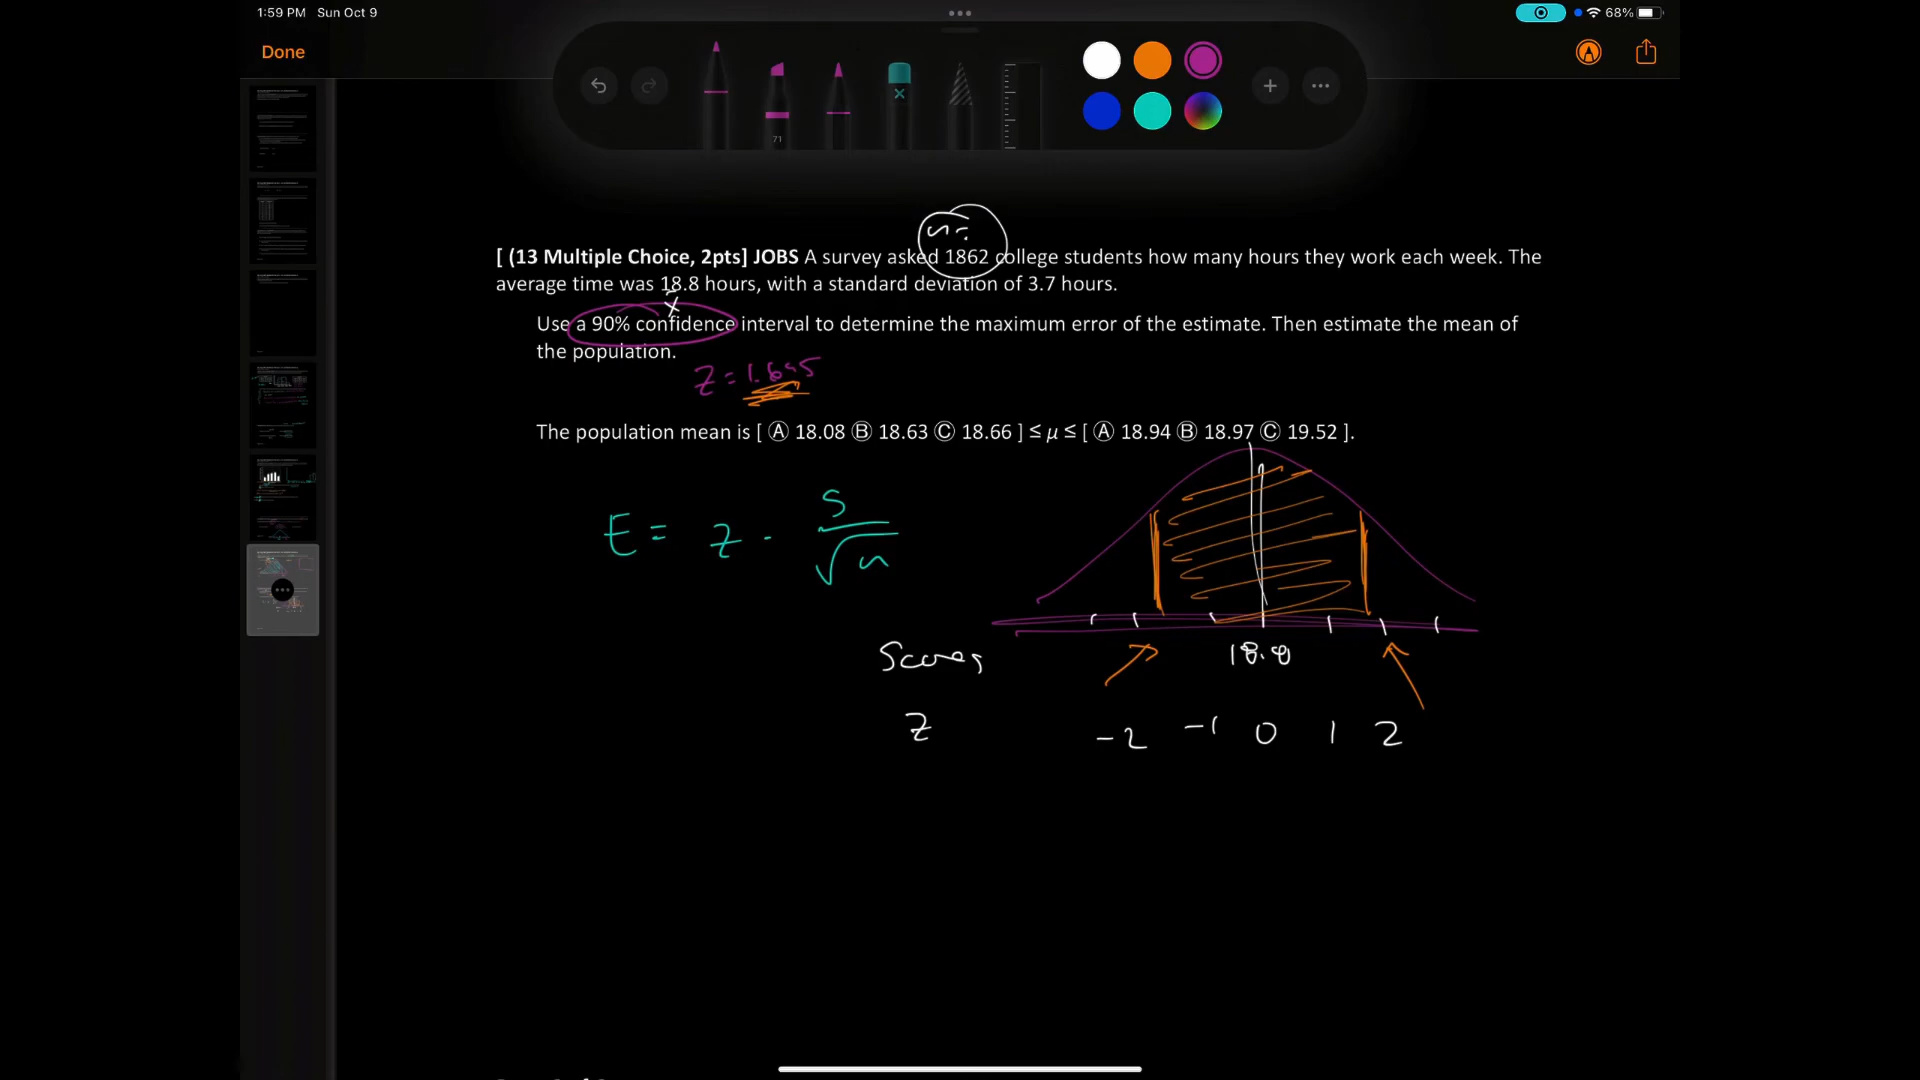 1:59 PM Sun Oct 9
68%
Done
71
n=
[ (13 Multiple Choice, 2pts] JOBS A survey asked 1862 college students how many hours they work each week. The
average time was 18.8 hours, with a standard deviation of 3.7 hours.
x̄
Use a 90% confidence interval to determine the maximum error of the estimate. Then estimate the mean of
the population.
Z = 1.645
The population mean is [ Ⓐ 18.08 Ⓑ 18.63 Ⓒ 18.66 ] ≤ μ ≤ [ Ⓐ 18.94 Ⓑ 18.97 Ⓒ 19.52 ].
E = z · s
√n
Scores 18.8
Z -2 -1 0 1 2